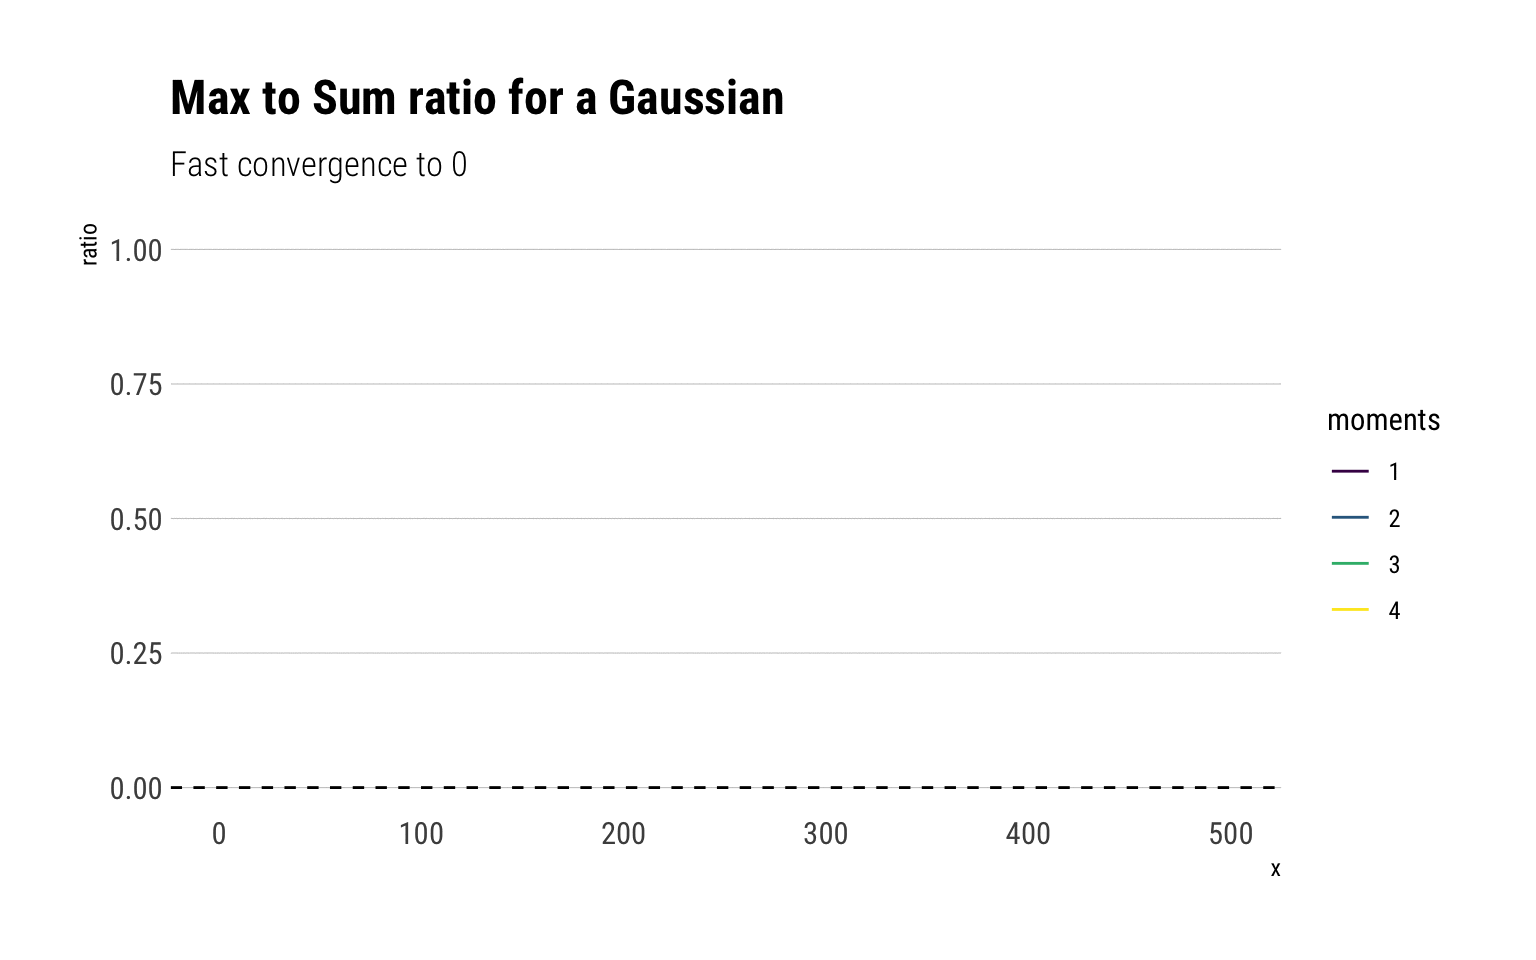 Max to Sum ratio for a Gaussian
Fast convergence to 0
ratio
1.00
0.75
0.50
0.25
0.00
0 100 200 300 400 500
x
moments
1
2
3
4